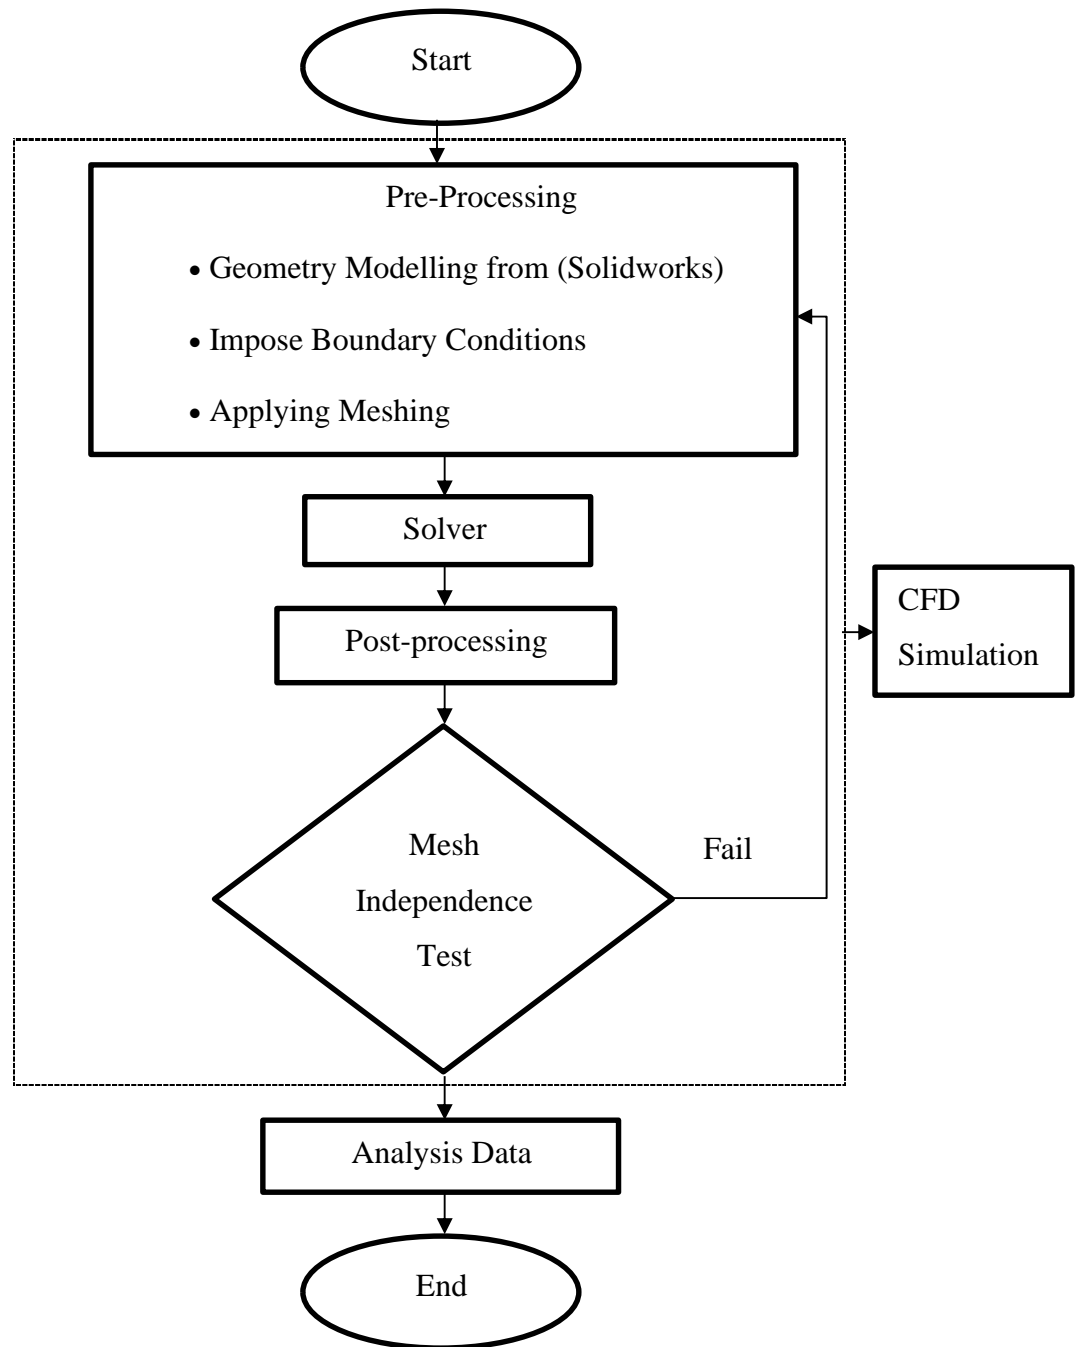 Start
Pre-Processing
• Geometry Modelling from (Solidworks)
• Impose Boundary Conditions
• Applying Meshing
Solver
CFD
Simulation
Post-processing
Mesh
Independence
Test
Fail
Analysis Data
End